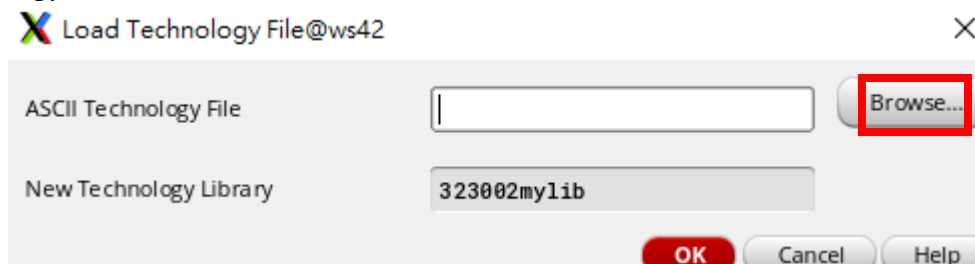 Load Technology File@ws42
ASCII Technology File
Browse...
New Technology Library
323002mylib
OK Cancel Help